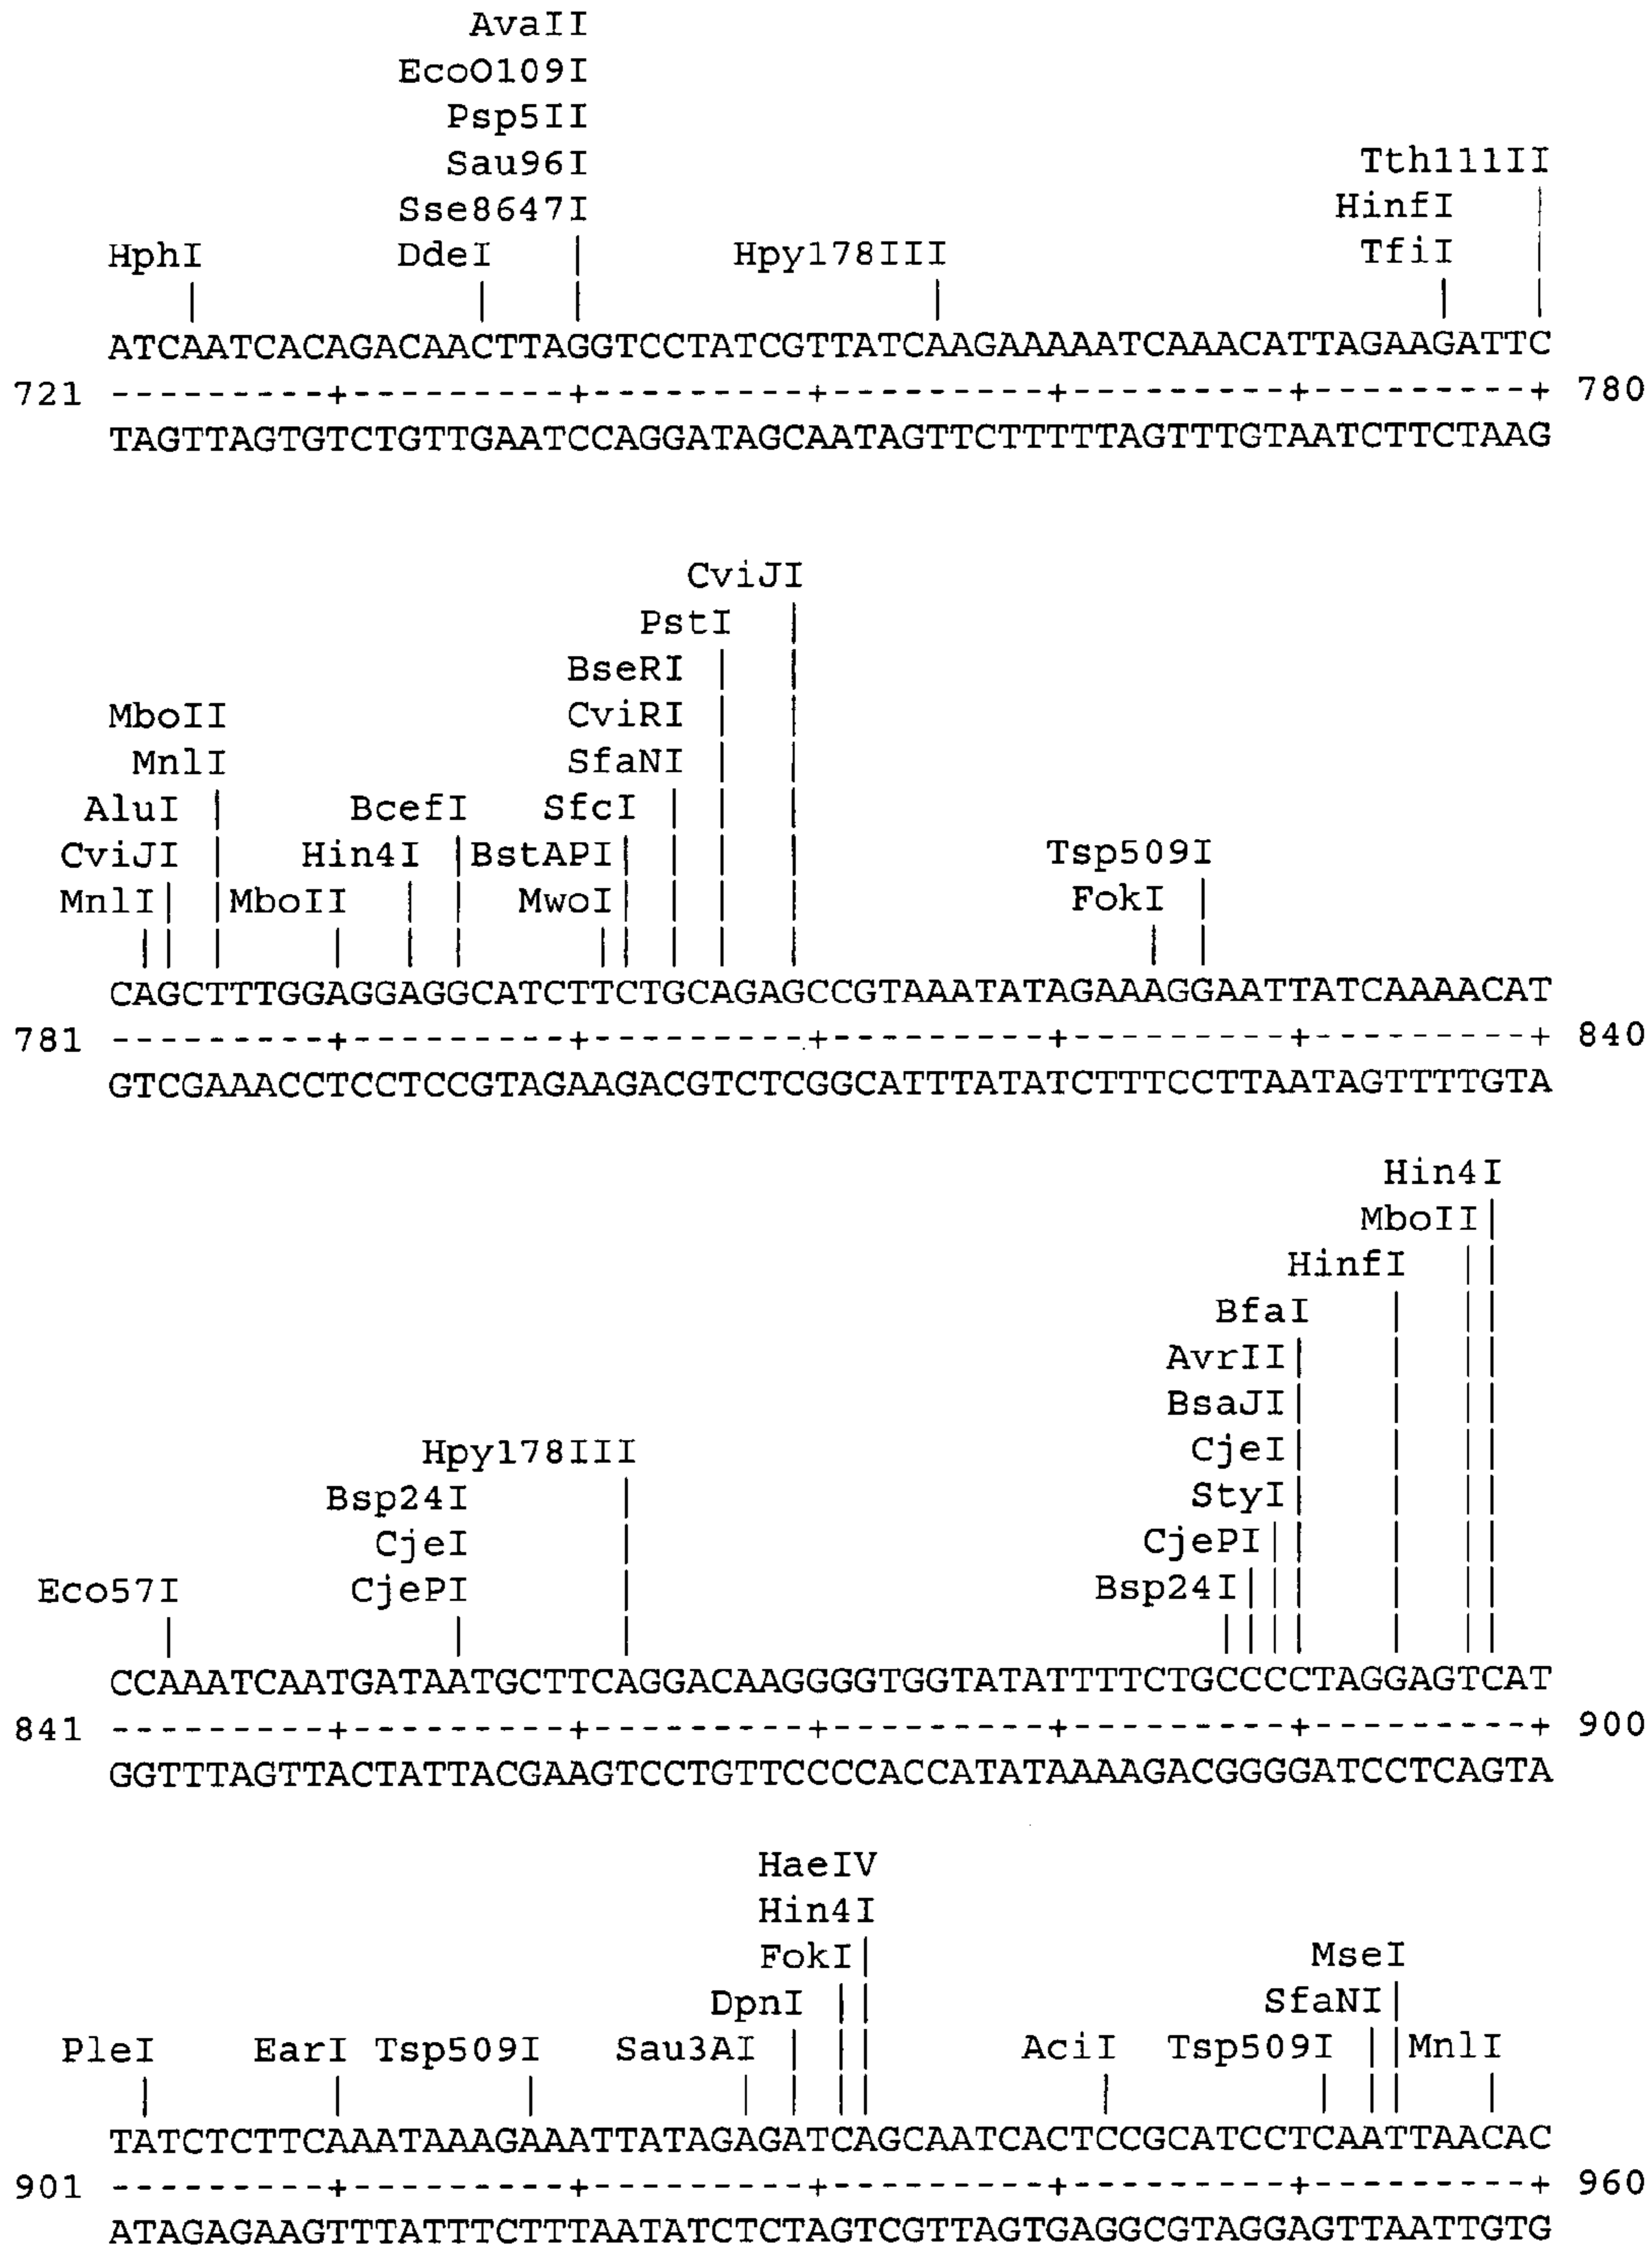 AvaII
EcoO109I
Psp5II
Sau96I Tth111II
Sse8647I HinfI
HphI DdeI Hpy178III TfiI
ATCAATCACAGACAACTTAGGTCCTATCGTTATCAAGAAAAATCAAACATTAGAAGATTC
721 ---------+---------+---------+---------+---------+---------+ 780
TAGTTAGTGTCTGTTGAATCCAGGATAGCAATAGTTCTTTTTAGTTTGTAATCTTCTAAG
CviJI
PstI
BseRI
MboII CviRI
MnlI SfaNI
AluI BcefI SfcI
CviJI Hin4I BstAPI Tsp509I
MnlI MboII MwoI FokI
CAGCTTTGGAGGAGGCATCTTCTGCAGAGCCGTAAATATAGAAAGGAATTATCAAAACAT
781 ---------+---------+---------+---------+---------+---------+ 840
GTCGAAACCTCCTCCGTAGAAGACGTCTCGGCATTTATATCTTTCCTTAATAGTTTTGTA
Hin4I
MboII
HinfI
BfaI
AvrII
BsaJI
Hpy178III CjeI
Bsp24I StyI
CjeI CjePI
Eco57I CjePI Bsp24I
CCAAATCAATGATAATGCTTCAGGACAAGGGGTGGTATATTTTCTGCCCCTAGGAGTCAT
841 ---------+---------+---------+---------+---------+---------+ 900
GGTTTAGTTACTATTACGAAGTCCTGTTCCCCACCATATAAAAGACGGGGATCCTCAGTA
HaeIV
Hin4I
FokI MseI
DpnI SfaNI
PleI EarI Tsp509I Sau3AI AciI Tsp509I MnlI
TATCTCTTCAAATAAAGAAATTATAGAGATCAGCAATCACTCCGCATCCTCAATTAACAC
901 ---------+---------+---------+---------+---------+---------+ 960
ATAGAGAAGTTTATTTCTTTAATATCTCTAGTCGTTAGTGAGGCGTAGGAGTTAATTGTG